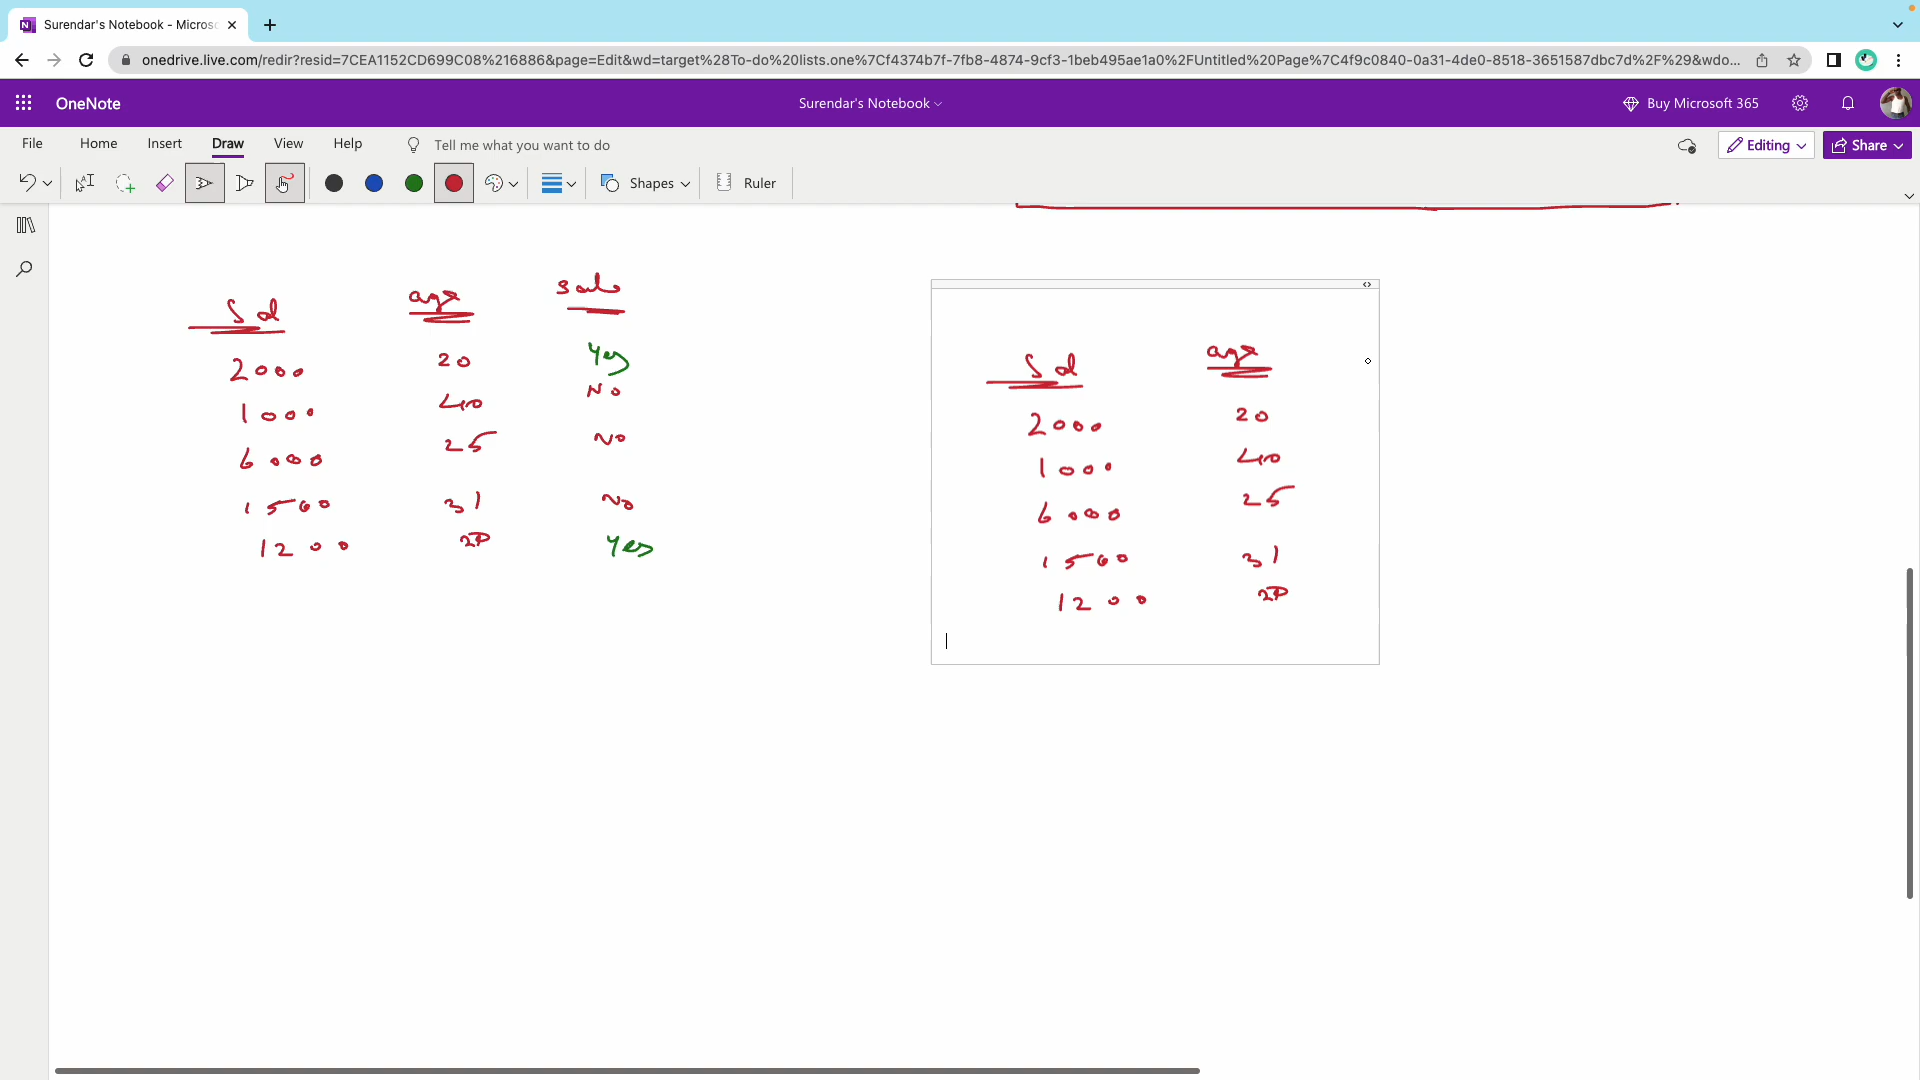 Surendar's Notebook - Micros
onedrive.live.com/redir?resid=7CEA1152CD699C08%216886&page=Edit&wd=target%28To-do%20lists.one%7Cf4374b7f-7fb8-4874-9cf3-1beb495ae1a0%2FUntitled%20Page%7C4f9c0840-0a31-4de0-8518-3651587dbc7d%2F%29&wdo...
OneNote Surendar's Notebook Buy Microsoft 365
File Home Insert Draw View Help Tell me what you want to do Editing Share
Shapes Ruler
Sal age sale
2000 20 Yes
1000 40 No
6000 25 No
1500 31 No
1200 Yes
Sal age
2000 20
1000 40
6000 25
1500 31
1200